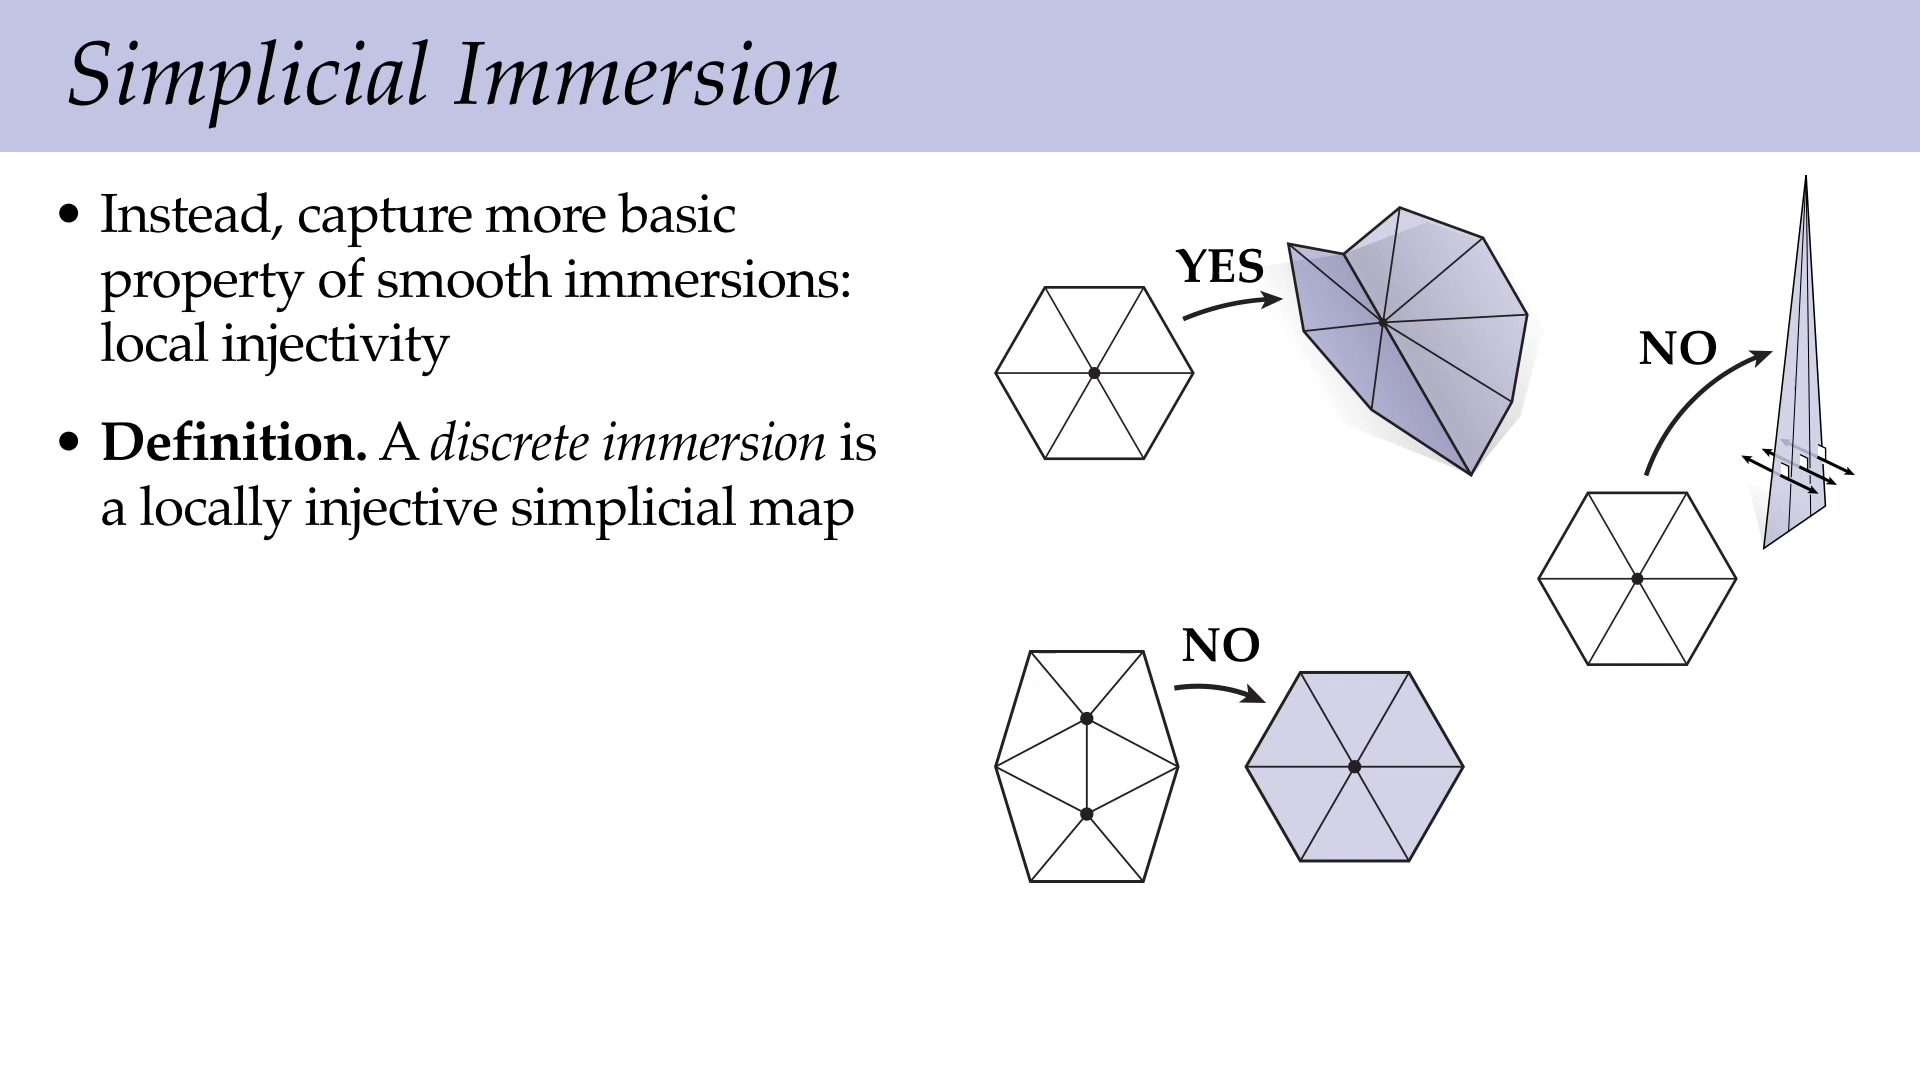 Simplicial Immersion
• Instead, capture more basic
property of smooth immersions:
local injectivity
• Definition. A discrete immersion is
a locally injective simplicial map
YES
NO
NO